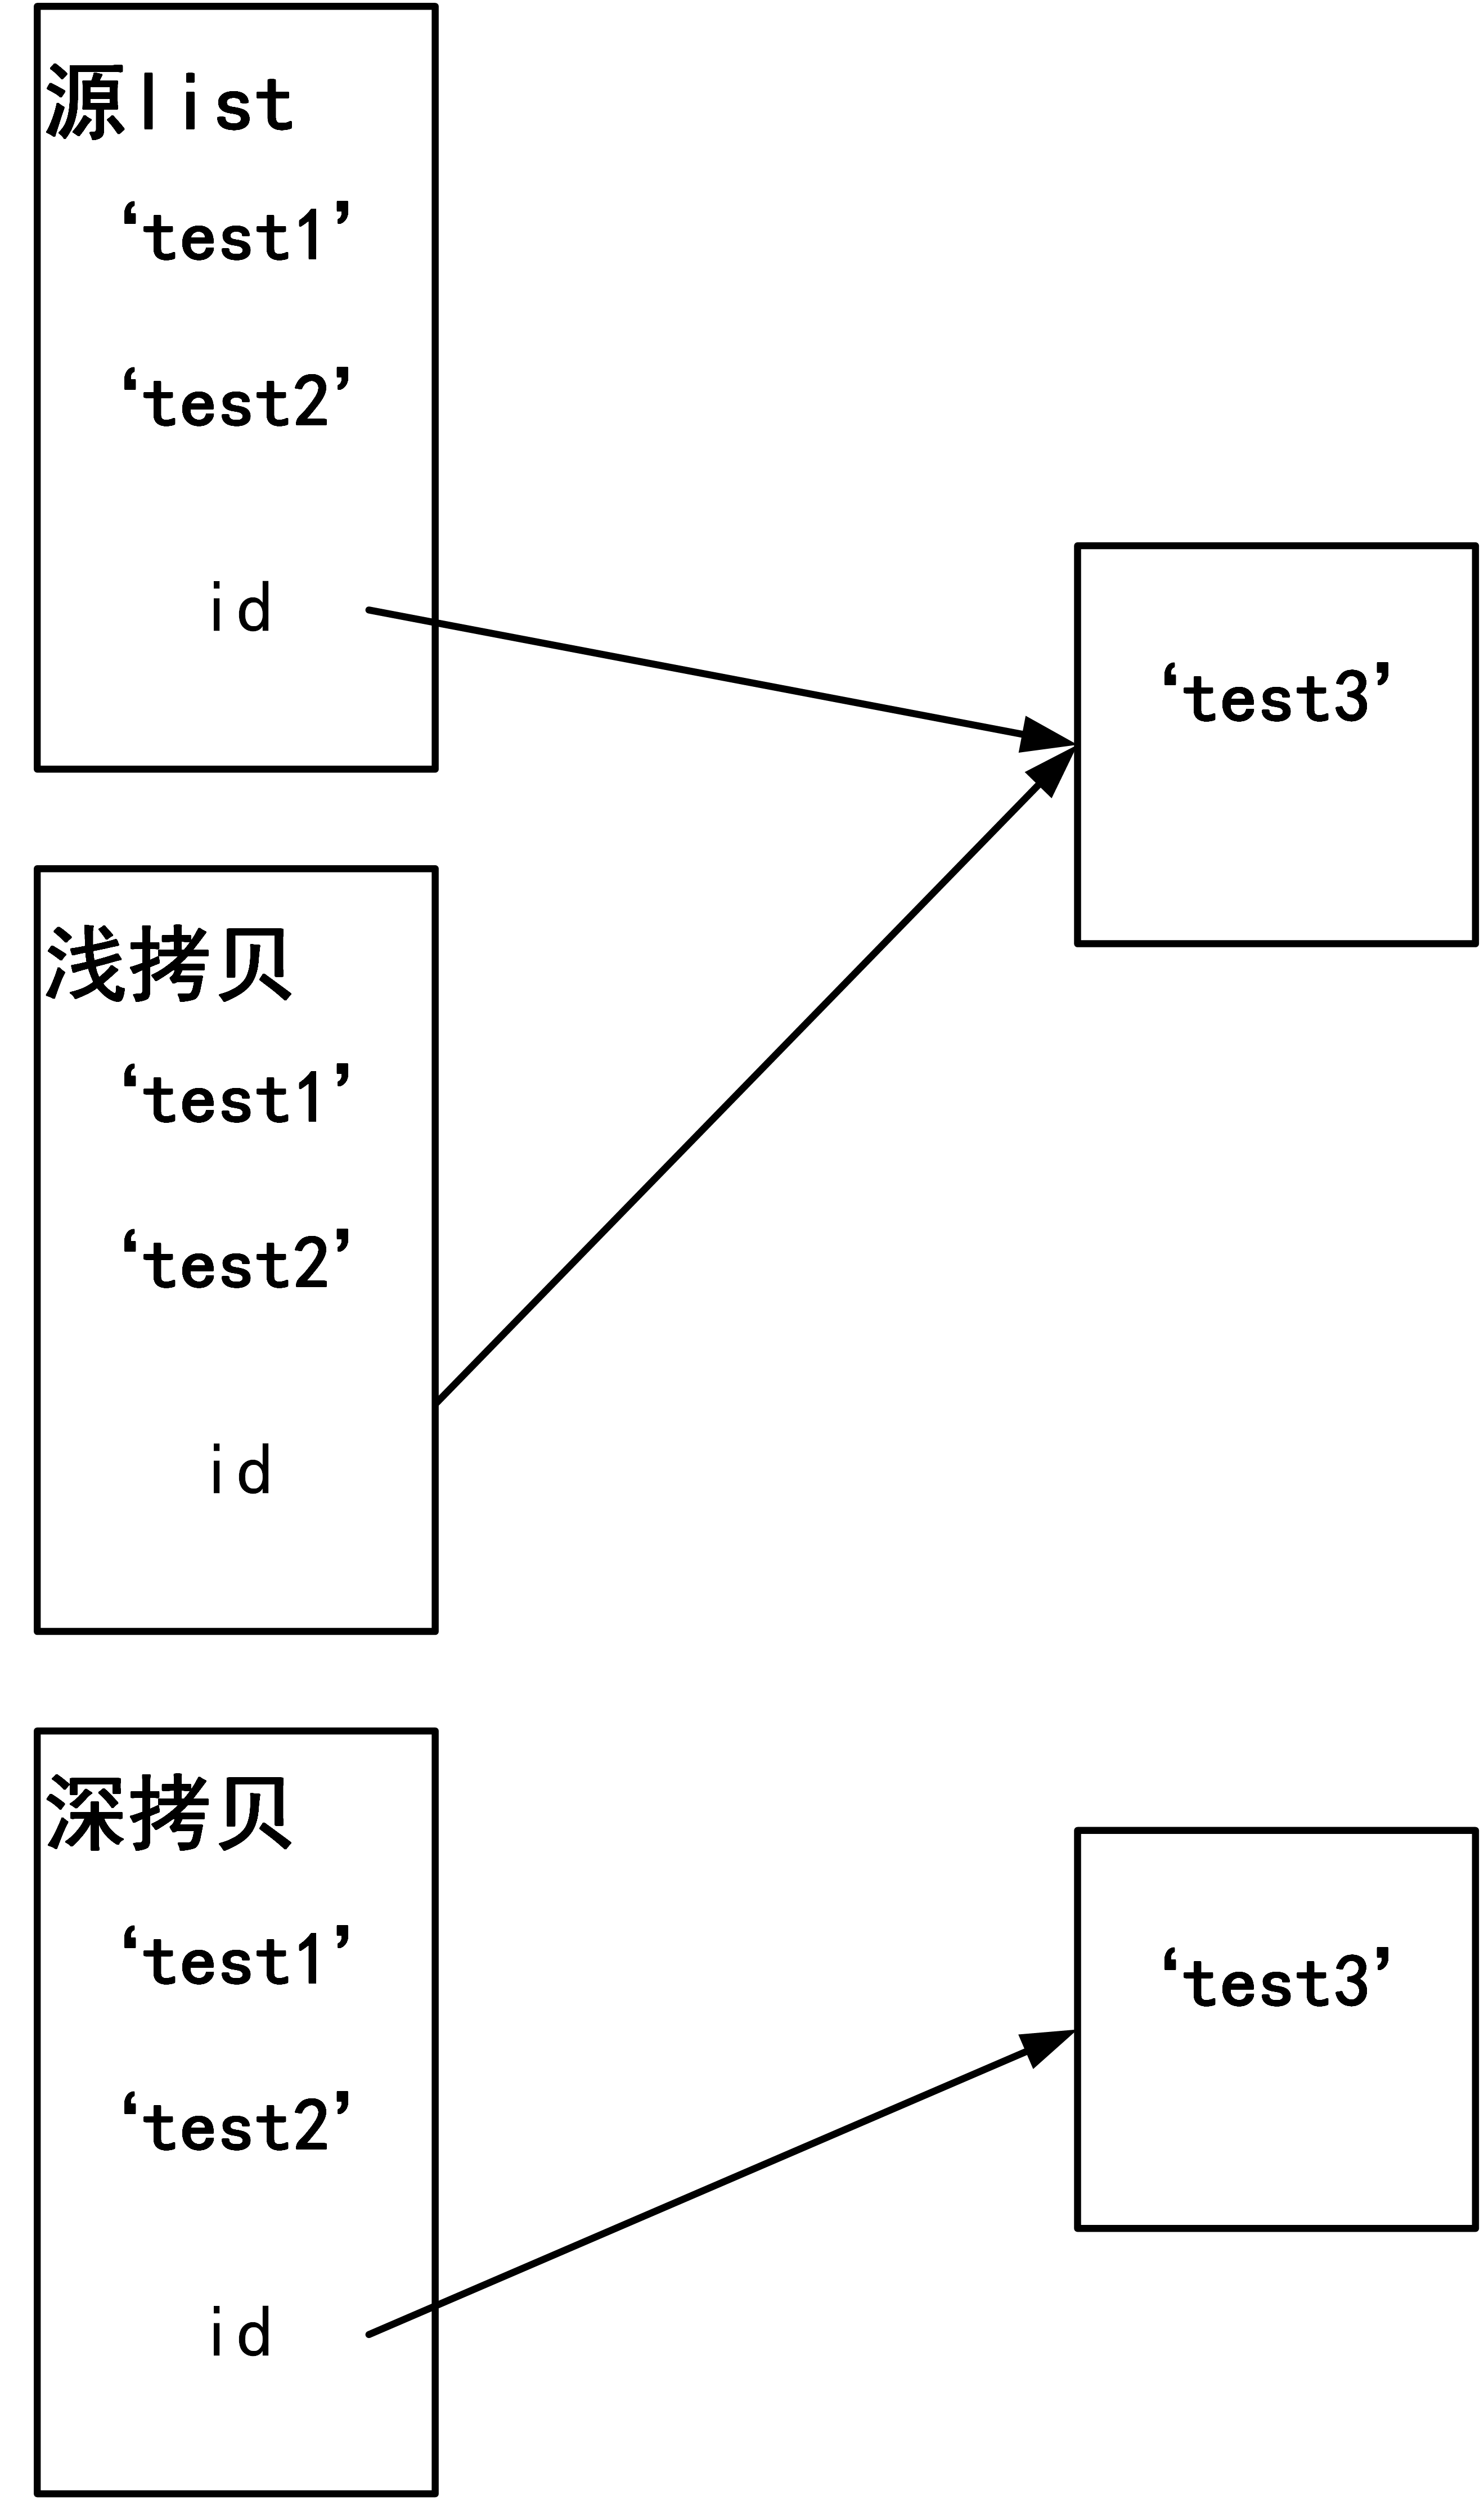 源list
‘test1’
‘test2’
id
‘test3’
浅拷贝
‘test1’
‘test2’
id
深拷贝
‘test1’
‘test2’
id
‘test3’